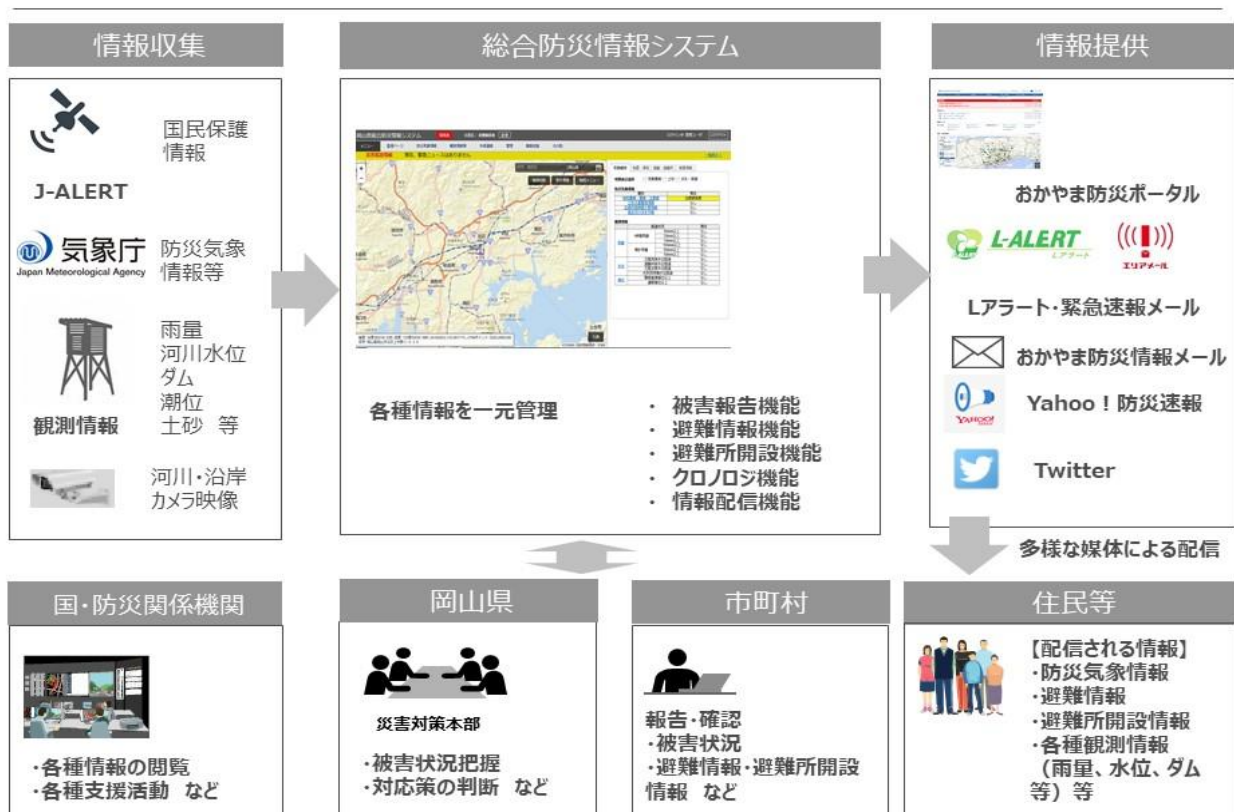 情報収集
国民保護
情報
J-ALERT
気象庁
Japan Meteorological Agency
防災気象
情報等
雨量
河川水位
ダム
潮位
土砂 等
観測情報
河川・沿岸
カメラ映像
総合防災情報システム
各種情報を一元管理
・ 被害報告機能
・ 避難情報機能
・ 避難所開設機能
・ クロノロジ機能
・ 情報配信機能
情報提供
おかやま防災ポータル
L-ALERT
Lアラート
エリアメール
Lアラート・緊急速報メール
おかやま防災情報メール
YAHOO!
Yahoo！防災速報
Twitter
多様な媒体による配信
国・防災関係機関
・各種情報の閲覧
・各種支援活動 など
岡山県
災害対策本部
・被害状況把握
・対応策の判断 など
市町村
報告・確認
・被害状況
・避難情報・避難所開設
情報 など
住民等
【配信される情報】
・防災気象情報
・避難情報
・避難所開設情報
・各種観測情報
（雨量、水位、ダム
等）等